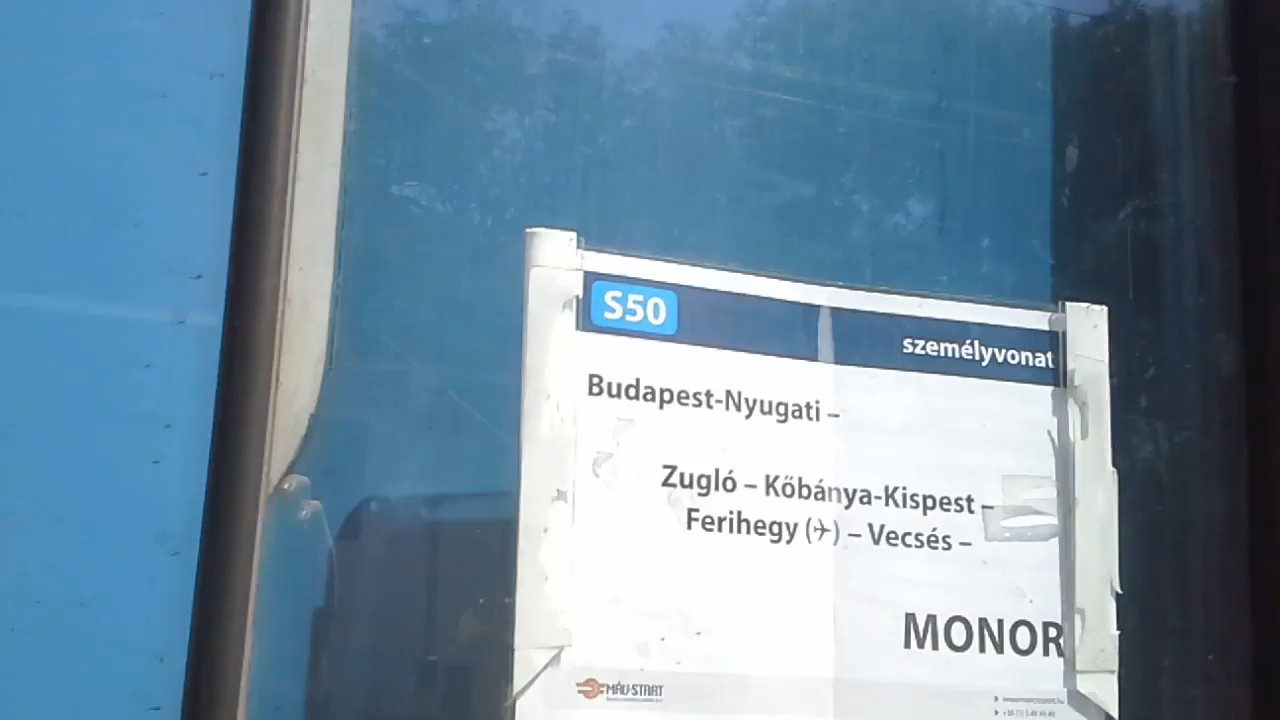 S50
személyvonat
Budapest-Nyugati –
Zugló – Kőbánya-Kispest –
Ferihegy (✈) – Vecsés –
MONOR
MÁV-START